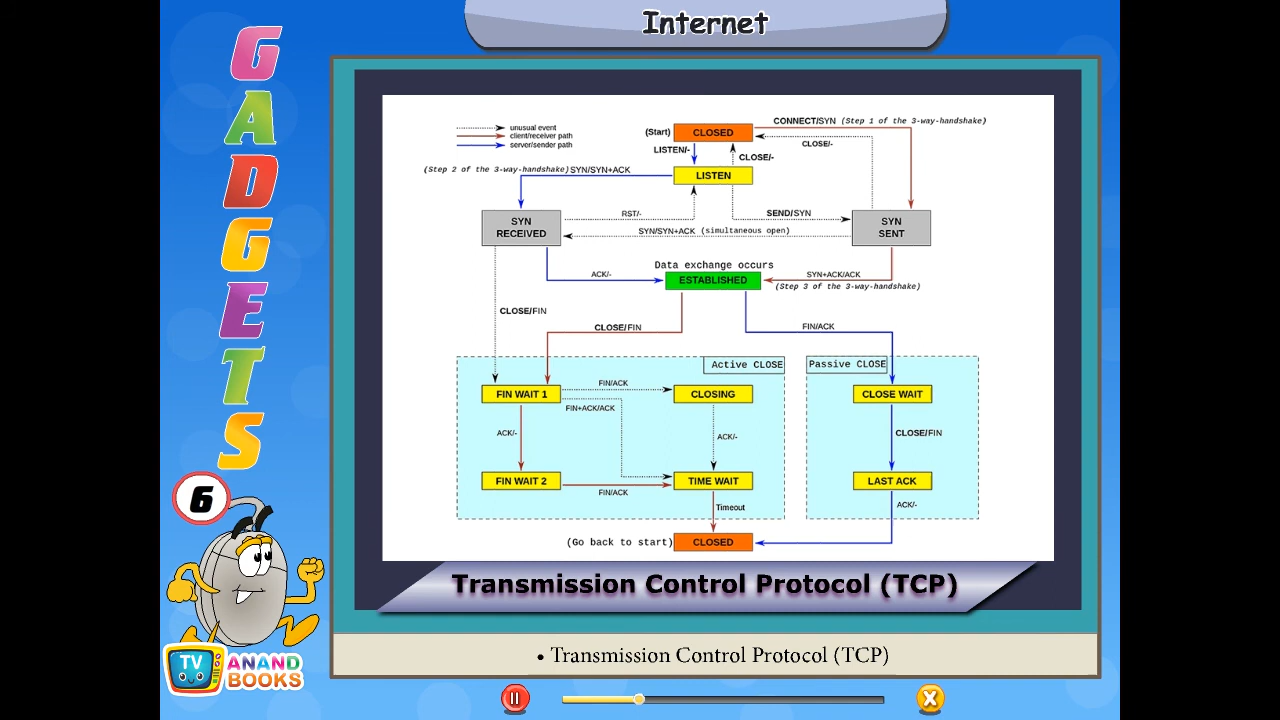 Internet
GADGETS
6
TV
ANAND
BOOKS
unusual event
client/receiver path
server/sender path
(Start)
CLOSED
CONNECT/SYN (Step 1 of the 3-way-handshake)
CLOSE/-
LISTEN/-
CLOSE/-
(Step 2 of the 3-way-handshake) SYN/SYN+ACK
LISTEN
RST/-
SEND/SYN
SYN
RECEIVED
SYN
SENT
SYN/SYN+ACK (simultaneous open)
Data exchange occurs
ACK/-
ESTABLISHED
SYN+ACK/ACK
(Step 3 of the 3-way-handshake)
CLOSE/FIN
CLOSE/FIN
FIN/ACK
Active CLOSE
Passive CLOSE
FIN WAIT 1
FIN/ACK
CLOSING
CLOSE WAIT
FIN+ACK/ACK
ACK/-
ACK/-
CLOSE/FIN
FIN WAIT 2
FIN/ACK
TIME WAIT
LAST ACK
Timeout
ACK/-
(Go back to start)
CLOSED
Transmission Control Protocol (TCP)
• Transmission Control Protocol (TCP)